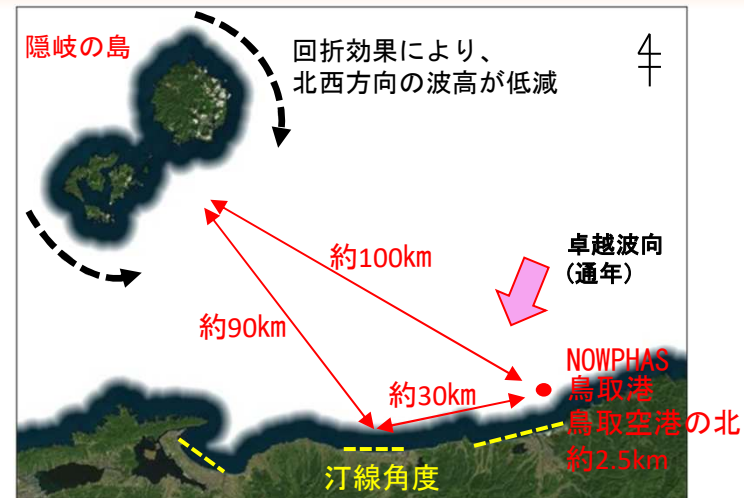 隠岐の島
回折効果により、
北西方向の波高が低減
卓越波向
(通年)
約100km
約90km
約30km
NOWPHAS
鳥取港
鳥取空港の北
約2.5km
汀線角度